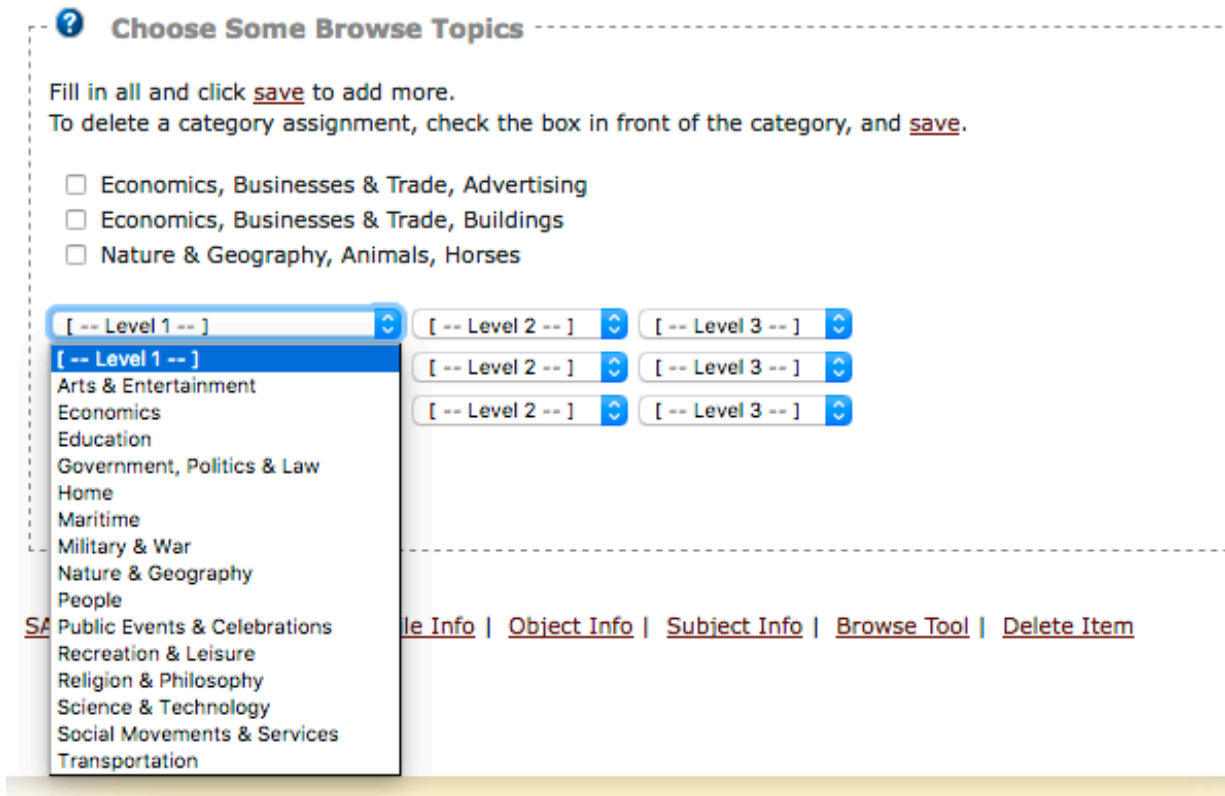 ? Choose Some Browse Topics
Fill in all and click save to add more.
To delete a category assignment, check the box in front of the category, and save.
Economics, Businesses & Trade, Advertising
Economics, Businesses & Trade, Buildings
Nature & Geography, Animals, Horses
[ -- Level 1 -- ] [ -- Level 2 -- ] [ -- Level 3 -- ]
[ -- Level 1 -- ] [ -- Level 2 -- ] [ -- Level 3 -- ]
Arts & Entertainment
Economics [ -- Level 2 -- ] [ -- Level 3 -- ]
Education
Government, Politics & Law
Home
Maritime
Military & War
Nature & Geography
People
SA Public Events & Celebrations le Info | Object Info | Subject Info | Browse Tool | Delete Item
Recreation & Leisure
Religion & Philosophy
Science & Technology
Social Movements & Services
Transportation